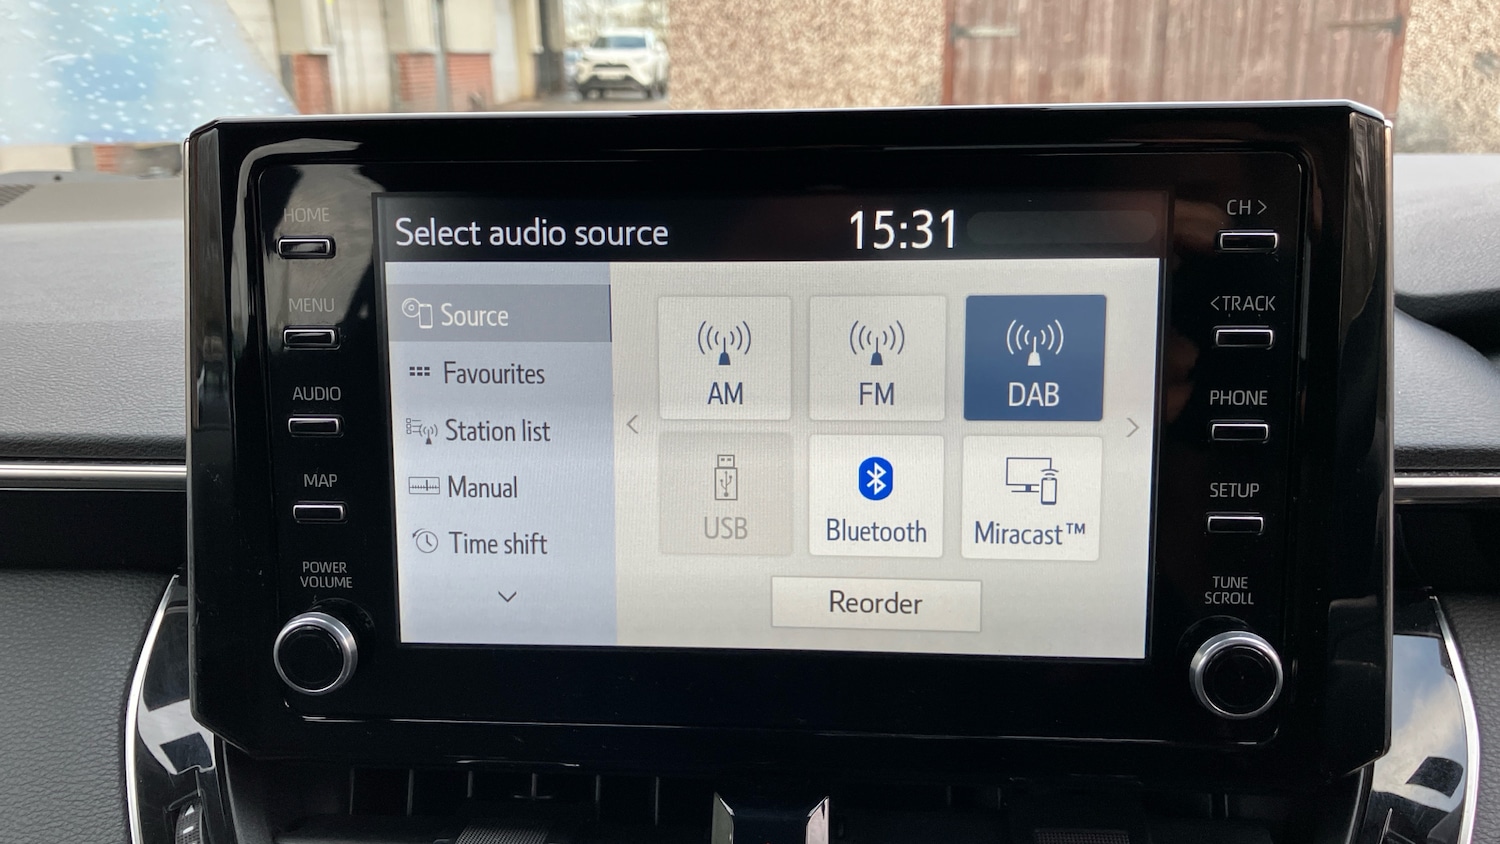 HOME
MENU
AUDIO
MAP
POWER
VOLUME
Select audio source
15:31
Source
Favourites
Station list
Manual
Time shift
AM
FM
DAB
USB
Bluetooth
Miracast™
Reorder
CH >
< TRACK
PHONE
SETUP
TUNE
SCROLL